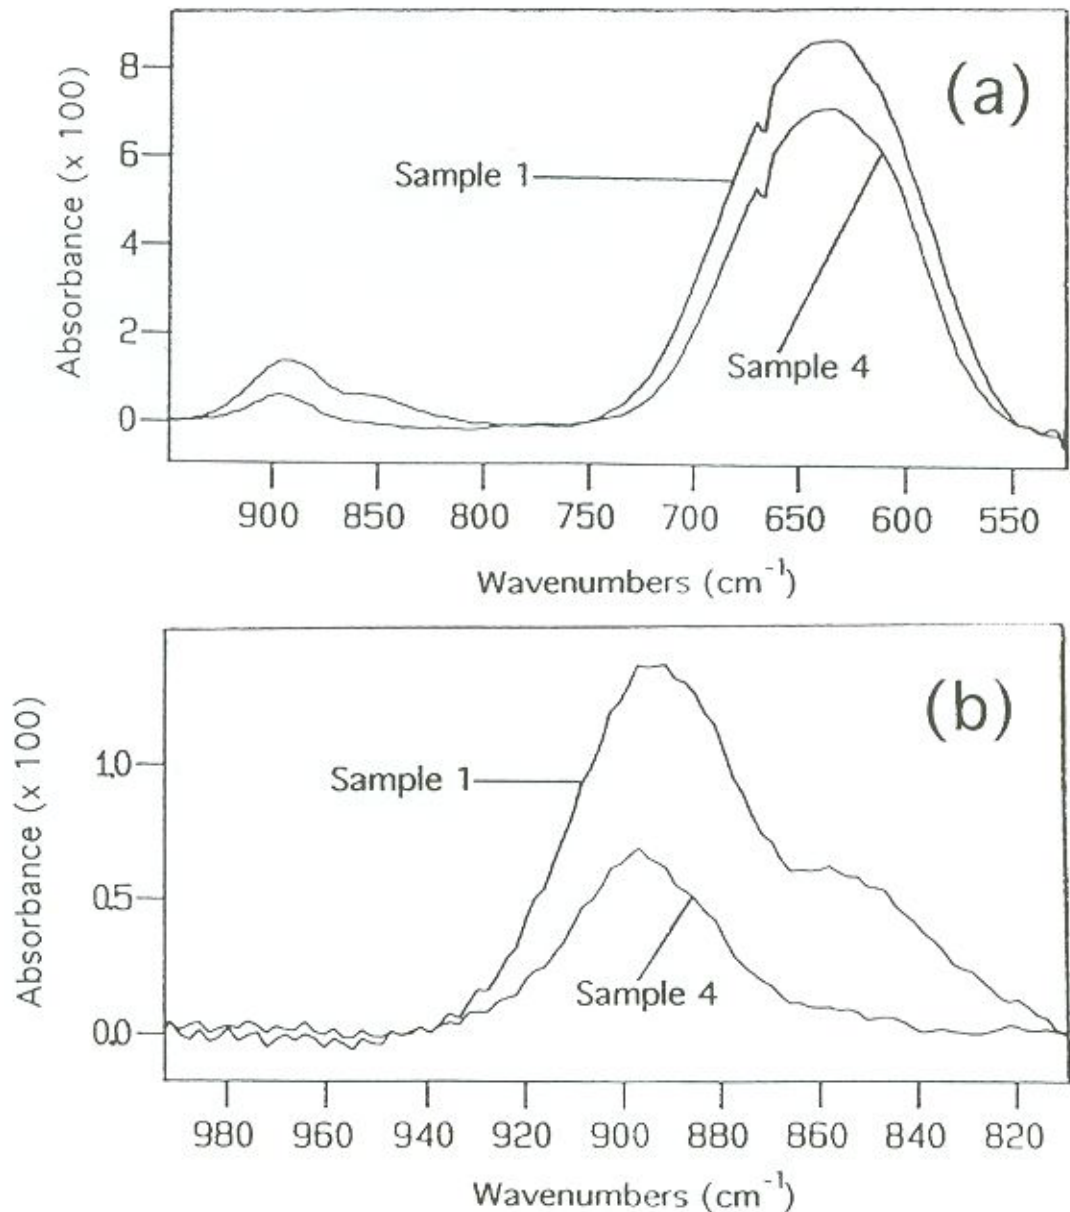 (a)
Absorbance (x 100)
8
6
4
2
0
Sample 1
Sample 4
900 850 800 750 700 650 600 550
Wavenumbers (cm⁻¹)
(b)
Absorbance (x 100)
1.0
0.5
0.0
Sample 1
Sample 4
980 960 940 920 900 880 860 840 820
Wavenumbers (cm⁻¹)